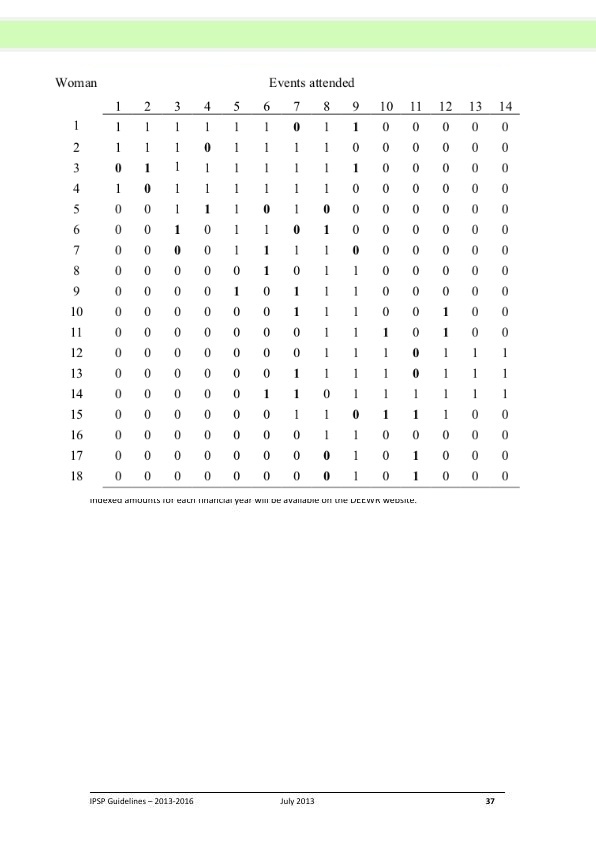 Woman Events attended
1 2 3 4 5 6 7 8 9 10 11 12 13 14
1 1 1 1 1 1 1 0 1 1 0 0 0 0 0
2 1 1 1 0 1 1 1 1 0 0 0 0 0 0
3 0 1 1 1 1 1 1 1 1 0 0 0 0 0
4 1 0 1 1 1 1 1 1 0 0 0 0 0 0
5 0 0 1 1 1 0 1 0 0 0 0 0 0 0
6 0 0 1 0 1 1 0 1 0 0 0 0 0 0
7 0 0 0 0 1 1 1 1 0 0 0 0 0 0
8 0 0 0 0 0 1 0 1 1 0 0 0 0 0
9 0 0 0 0 1 0 1 1 1 0 0 0 0 0
10 0 0 0 0 0 0 1 1 1 0 0 1 0 0
11 0 0 0 0 0 0 0 1 1 1 0 1 0 0
12 0 0 0 0 0 0 0 1 1 1 0 1 1 1
13 0 0 0 0 0 0 1 1 1 1 0 1 1 1
14 0 0 0 0 0 1 1 0 1 1 1 1 1 1
15 0 0 0 0 0 0 1 1 0 1 1 1 0 0
16 0 0 0 0 0 0 0 1 1 0 0 0 0 0
17 0 0 0 0 0 0 0 0 1 0 1 0 0 0
18 0 0 0 0 0 0 0 0 1 0 1 0 0 0
Indexed amounts for each financial year will be available on the DEEWR website.
IPSP Guidelines – 2013-2016 July 2013 37